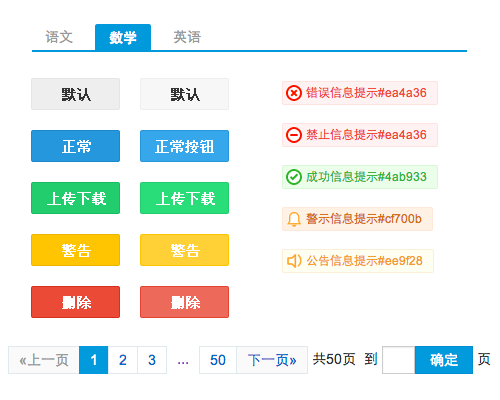 语文 数学 英语
默认 默认 错误信息提示#ea4a36
正常 正常按钮 禁止信息提示#ea4a36
上传下载 上传下载 成功信息提示#4ab933
警告 警告 警示信息提示#cf700b
删除 删除 公告信息提示#ee9f28
«上一页 1 2 3 ... 50 下一页» 共50页 到 确定 页